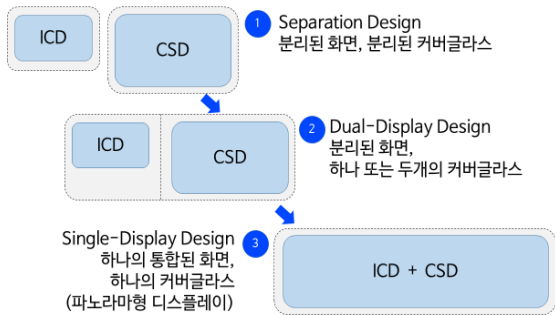 ICD
CSD
1
Separation Design
분리된 화면, 분리된 커버글라스
ICD
CSD
2
Dual-Display Design
분리된 화면,
하나 또는 두개의 커버글라스
Single-Display Design
하나의 통합된 화면,
하나의 커버글라스
(파노라마형 디스플레이)
3
ICD + CSD